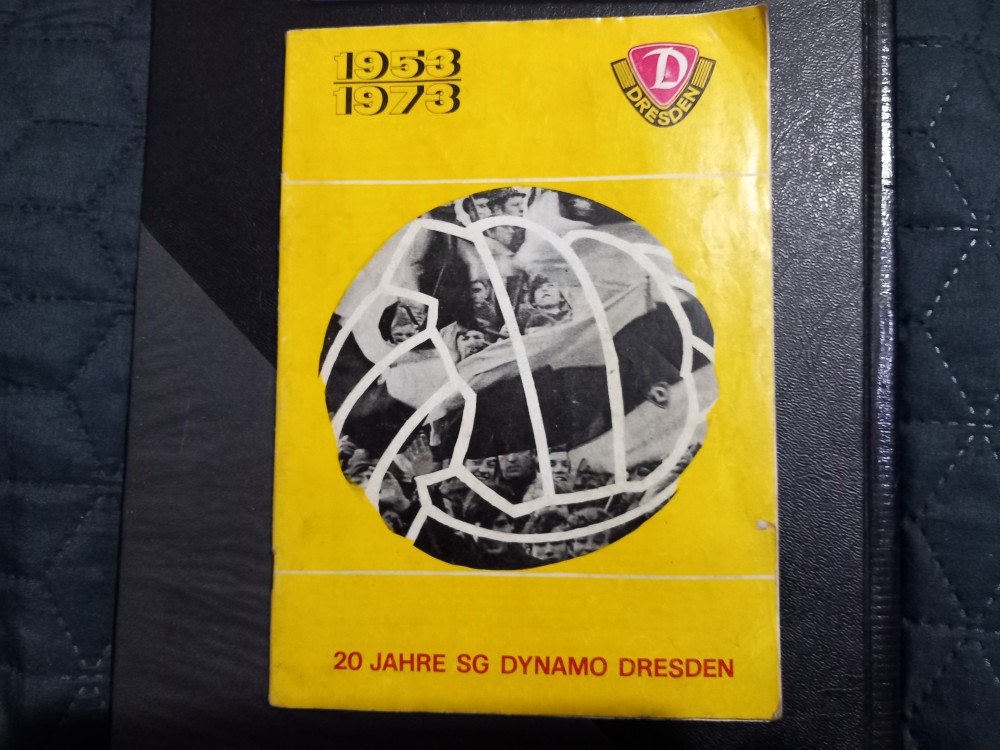 1953
1973
D
DRESDEN
20 JAHRE SG DYNAMO DRESDEN